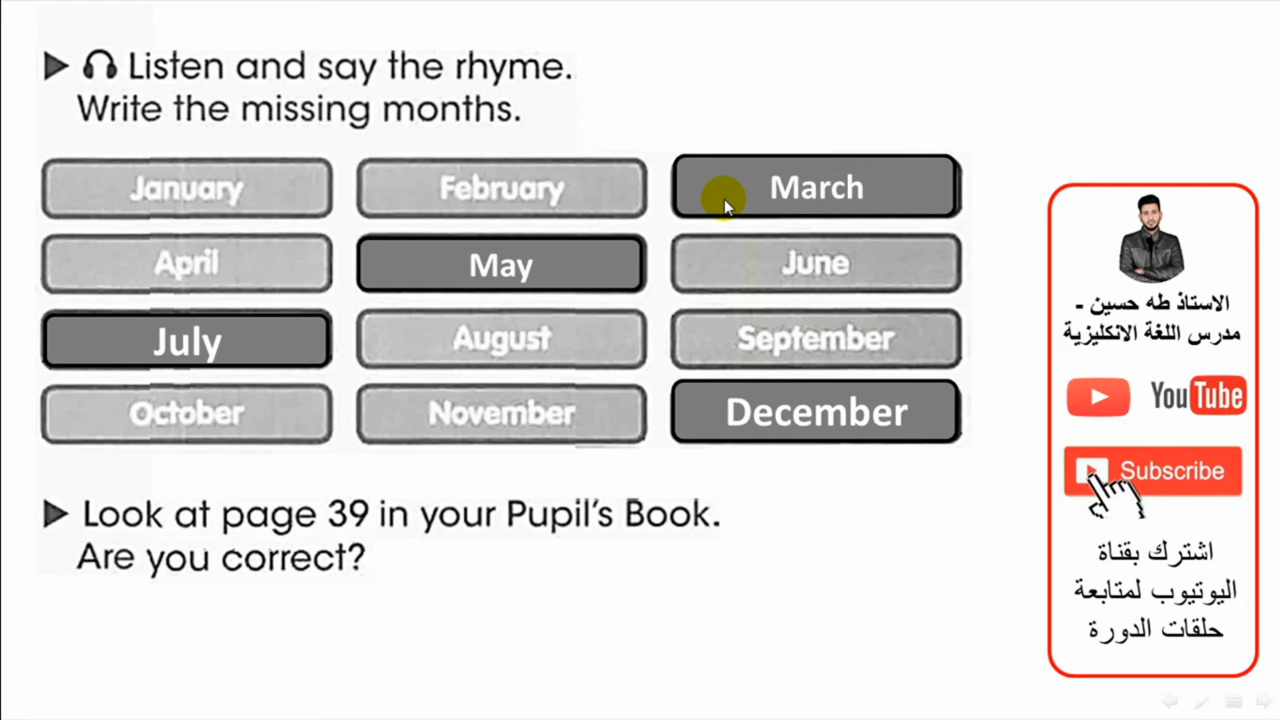 Listen and say the rhyme.
Write the missing months.
January February March
April May June
July August September
October November December
Look at page 39 in your Pupil's Book.
Are you correct?
الاستاذ طه حسين -
مدرس اللغة الانكليزية
YouTube
Subscribe
اشترك بقناة
اليوتيوب لمتابعة
حلقات الدورة